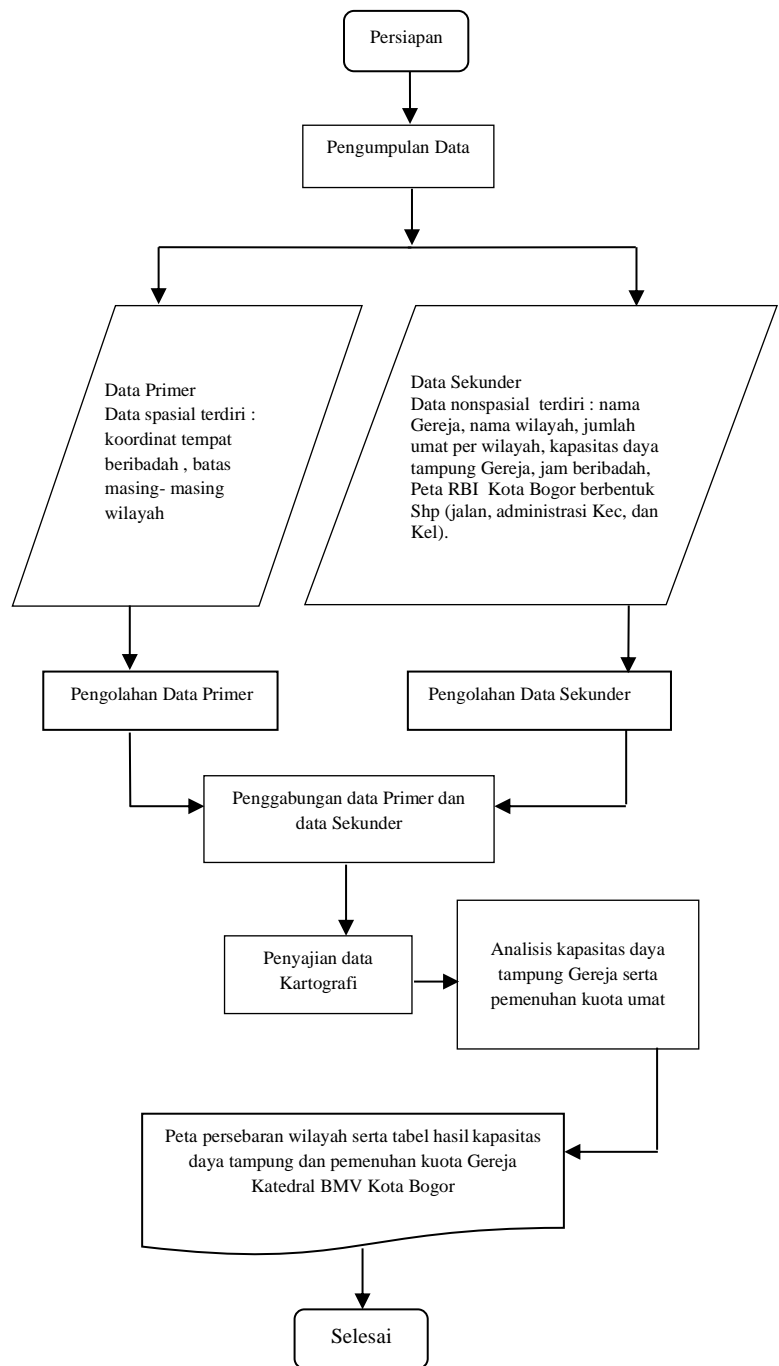 Persiapan
Pengumpulan Data
Data Primer
Data spasial terdiri :
koordinat tempat
beribadah , batas
masing- masing
wilayah
Data Sekunder
Data nonspasial terdiri : nama
Gereja, nama wilayah, jumlah
umat per wilayah, kapasitas daya
tampung Gereja, jam beribadah,
Peta RBI Kota Bogor berbentuk
Shp (jalan, administrasi Kec, dan
Kel).
Pengolahan Data Primer
Pengolahan Data Sekunder
Penggabungan data Primer dan
data Sekunder
Penyajian data
Kartografi
Analisis kapasitas daya
tampung Gereja serta
pemenuhan kuota umat
Peta persebaran wilayah serta tabel hasil kapasitas
daya tampung dan pemenuhan kuota Gereja
Katedral BMV Kota Bogor
Selesai